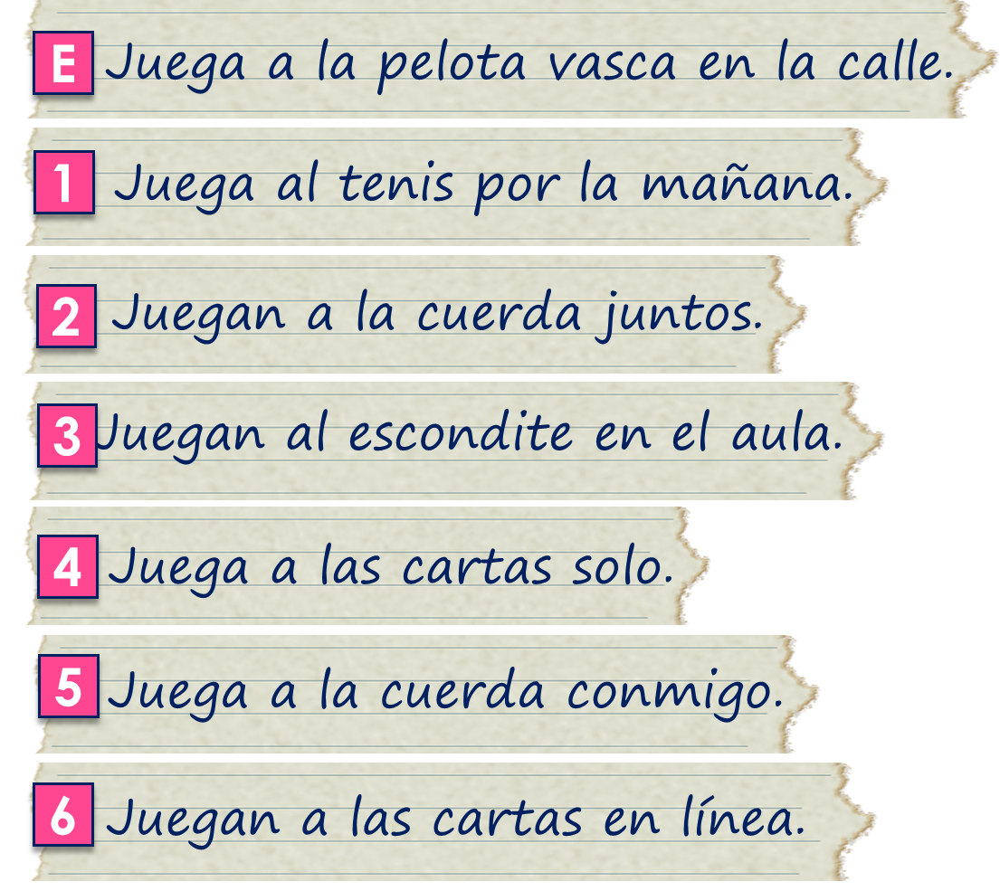 E Juega a la pelota vasca en la calle.
1 Juega al tenis por la mañana.
2 Juegan a la cuerda juntos.
3 Juegan al escondite en el aula.
4 Juega a las cartas solo.
5 Juega a la cuerda conmigo.
6 Juegan a las cartas en línea.